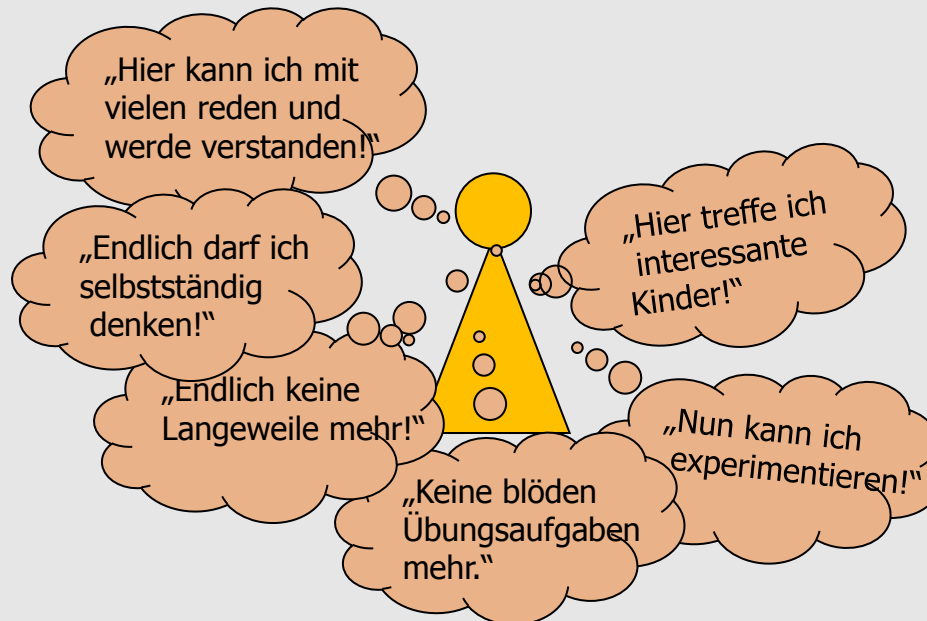 „Hier kann ich mit
vielen reden und
werde verstanden!“
„Endlich darf ich
selbstständig
denken!“
„Endlich keine
Langeweile mehr!“
„Keine blöden
Übungsaufgaben
mehr.“
„Hier treffe ich
interessante
Kinder!“
„Nun kann ich
experimentieren!“